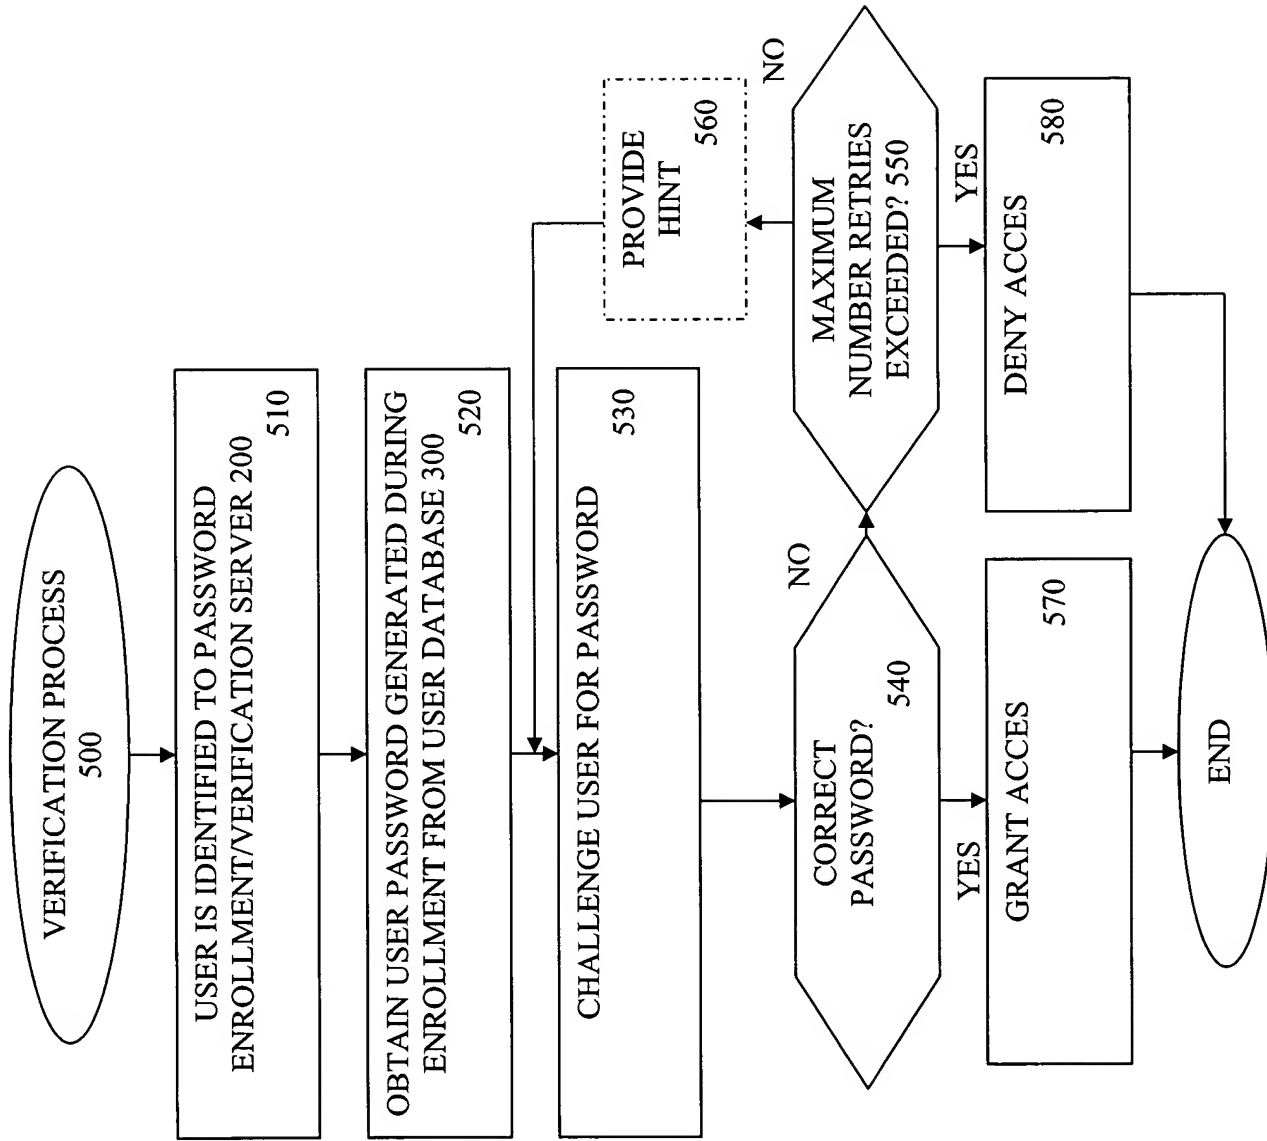 VERIFICATION PROCESS
500
USER IS IDENTIFIED TO PASSWORD
ENROLLMENT/VERIFICATION SERVER 200
510
OBTAIN USER PASSWORD GENERATED DURING
ENROLLMENT FROM USER DATABASE 300
520
CHALLENGE USER FOR PASSWORD
530
CORRECT
PASSWORD?
540
NO
YES
MAXIMUM
NUMBER RETRIES
EXCEEDED? 550
NO
YES
PROVIDE
HINT
560
GRANT ACCES
570
DENY ACCES
580
END